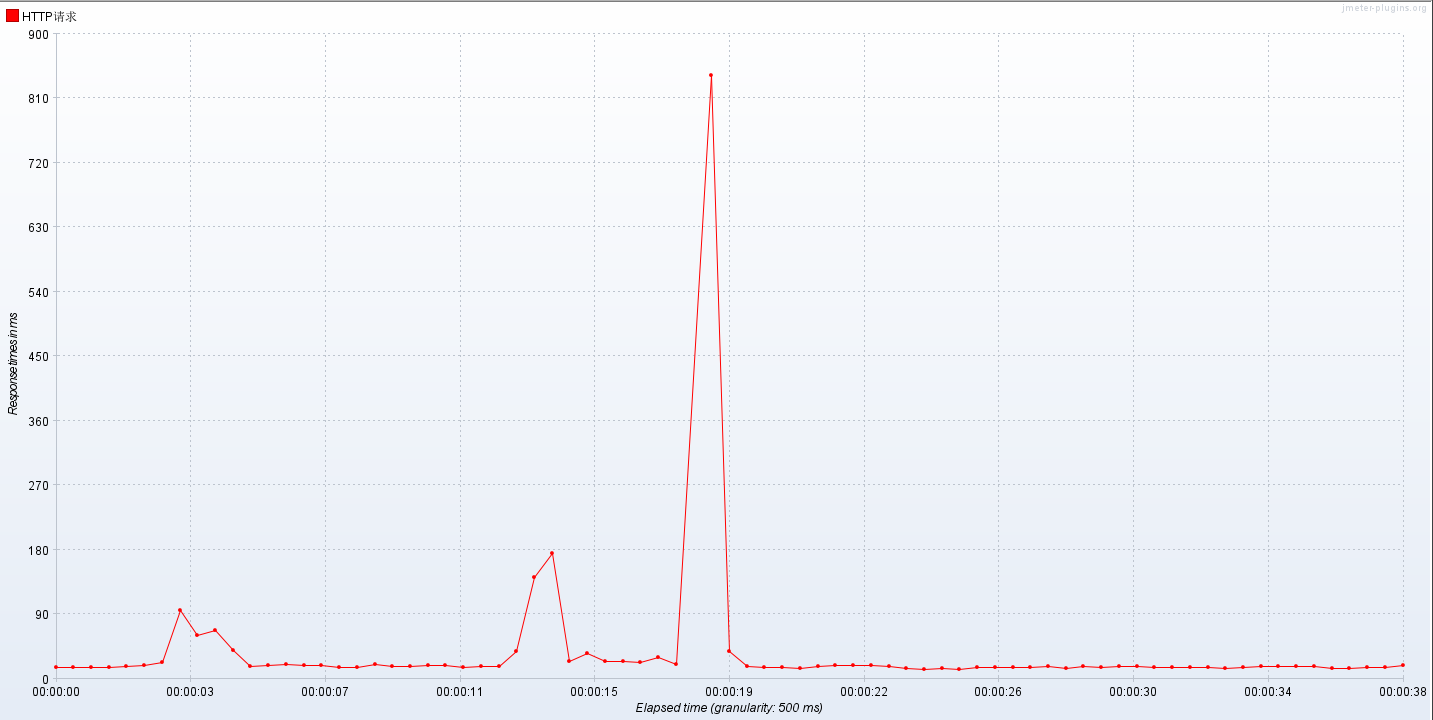 HTTP请求
jmeter-plugins.org
900
810
720
630
540
450
360
270
180
90
0
Response times in ms
00:00:00 00:00:03 00:00:07 00:00:11 00:00:15 00:00:19 00:00:22 00:00:26 00:00:30 00:00:34 00:00:38
Elapsed time (granularity: 500 ms)